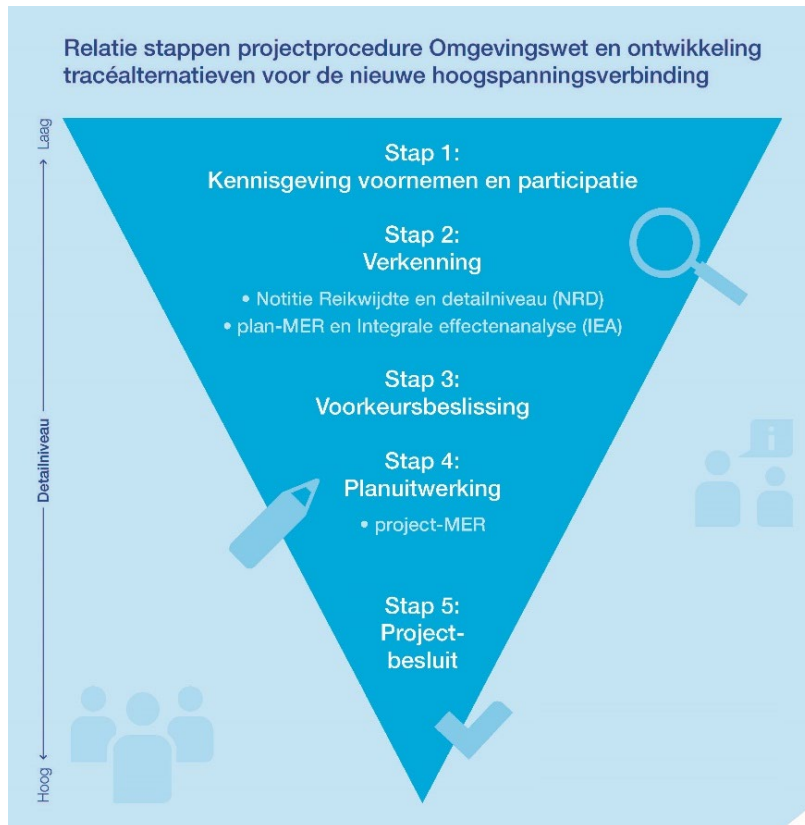 Relatie stappen projectprocedure Omgevingswet en ontwikkeling
tracéalternatieven voor de nieuwe hoogspanningsverbinding
Laag
Detailniveau
Hoog
Stap 1:
Kennisgeving voornemen en participatie
Stap 2:
Verkenning
• Notitie Reikwijdte en detailniveau (NRD)
• plan-MER en Integrale effectenanalyse (IEA)
Stap 3:
Voorkeursbeslissing
Stap 4:
Planuitwerking
• project-MER
Stap 5:
Project-
besluit
i